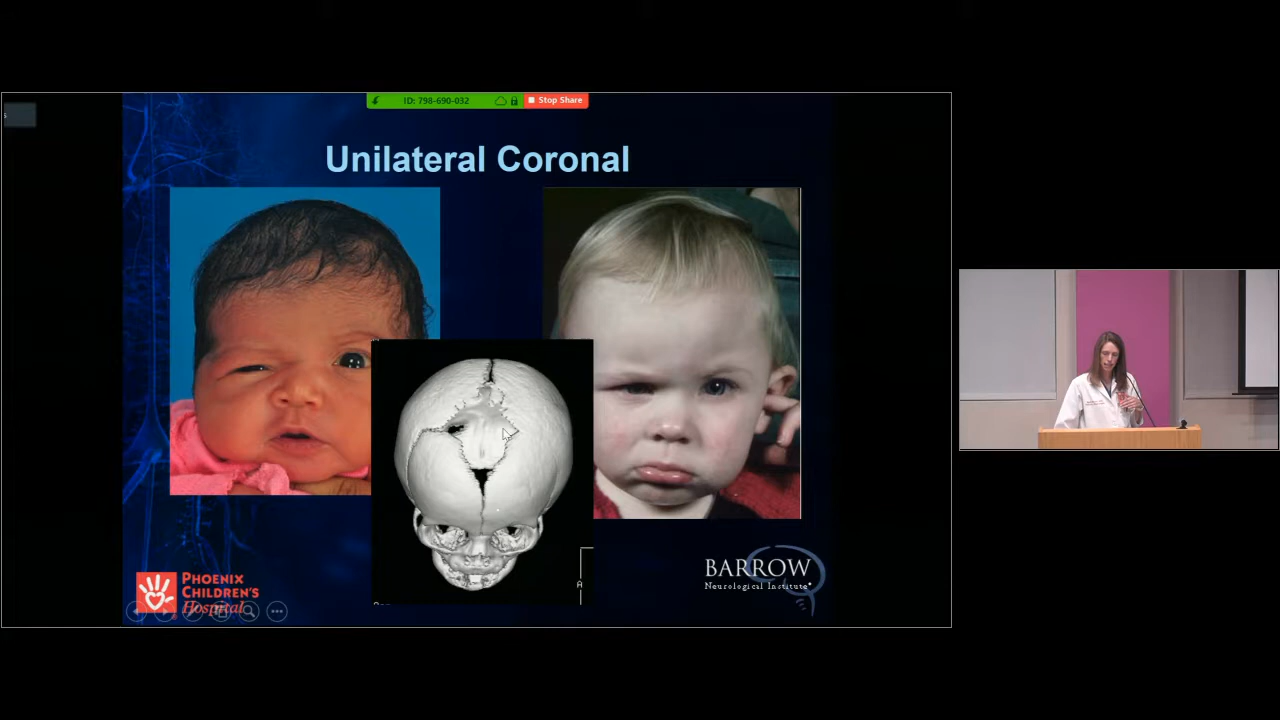 ID: 798-690-032
Stop Share
s
Unilateral Coronal
A
PHOENIX
CHILDREN'S
Hospital
BARROW
Neurological Institute®